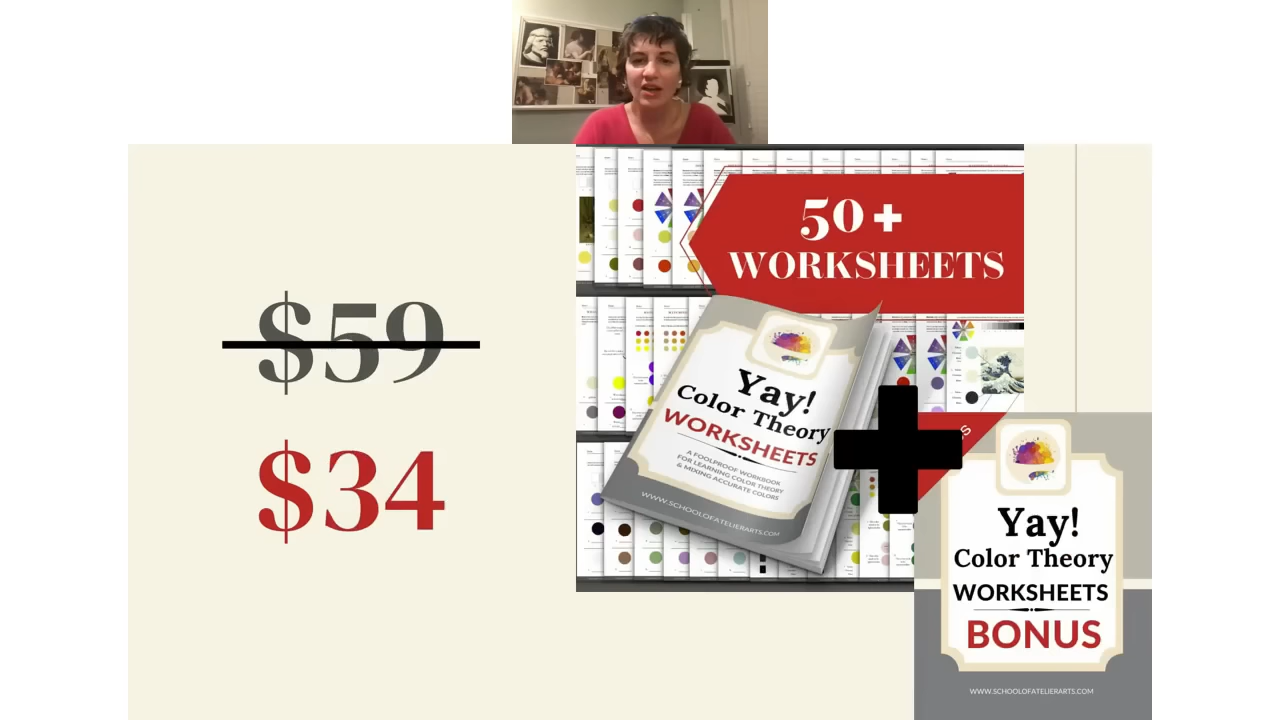 $59
$34
50+
WORKSHEETS
Yay!
Color Theory
WORKSHEETS
A FOOLPROOF WORKBOOK
FOR LEARNING COLOR THEORY
& MIXING ACCURATE COLORS
WWW.SCHOOLOFATELIERARTS.COM
Yay!
Color Theory
WORKSHEETS
BONUS
WWW.SCHOOLOFATELIERARTS.COM